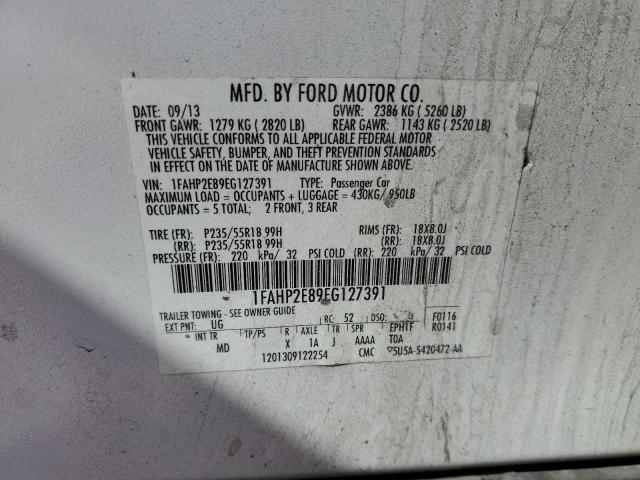 MFD. BY FORD MOTOR CO.
DATE: 09/13 GVWR: 2386 KG ( 5260 LB)
FRONT GAWR: 1279 KG ( 2820 LB) REAR GAWR: 1143 KG ( 2520 LB)
THIS VEHICLE CONFORMS TO ALL APPLICABLE FEDERAL MOTOR
VEHICLE SAFETY, BUMPER, AND THEFT PREVENTION STANDARDS
IN EFFECT ON THE DATE OF MANUFACTURE SHOWN ABOVE.
VIN: 1FAHP2E89EG127391 TYPE: Passenger Car
MAXIMUM LOAD = OCCUPANTS + LUGGAGE = 430KG/ 950LB
OCCUPANTS = 5 TOTAL: 2 FRONT, 3 REAR
TIRE (FR): P235/55R18 99H RIMS (FR): 18X8.0J
(RR): P235/55R18 99H (RR): 18X8.0J
PRESSURE (FR): 220 kPa/ 32 PSI COLD (RR): 220 kPa/ 32 PSI COLD
1FAHP2E89EG127391
TRAILER TOWING - SEE OWNER GUIDE
EXT PNT: UG RC: 52 DSO: F0116
INT TR TP/PS R AXLE TR SPR EPHTF R0141
MD X 1A J AAAA TOA
1201309122254 CMC 5U5A-5420472-AA